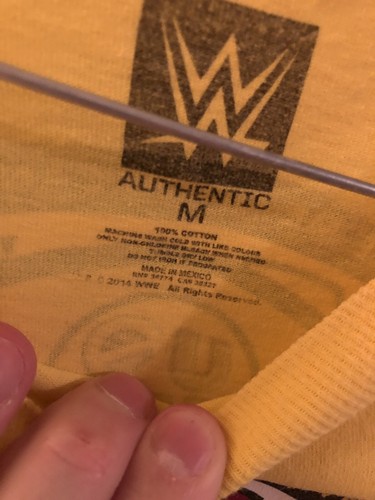 W
AUTHENTIC
M
100% COTTON
MACHINE WASH COLD WITH LIKE COLORS
ONLY NON-CHLORINE BLEACH WHEN NEEDED
TUMBLE DRY LOW
DO NOT IRON IF DECORATED
MADE IN MEXICO
© 2014 WWE All Rights Reserved.